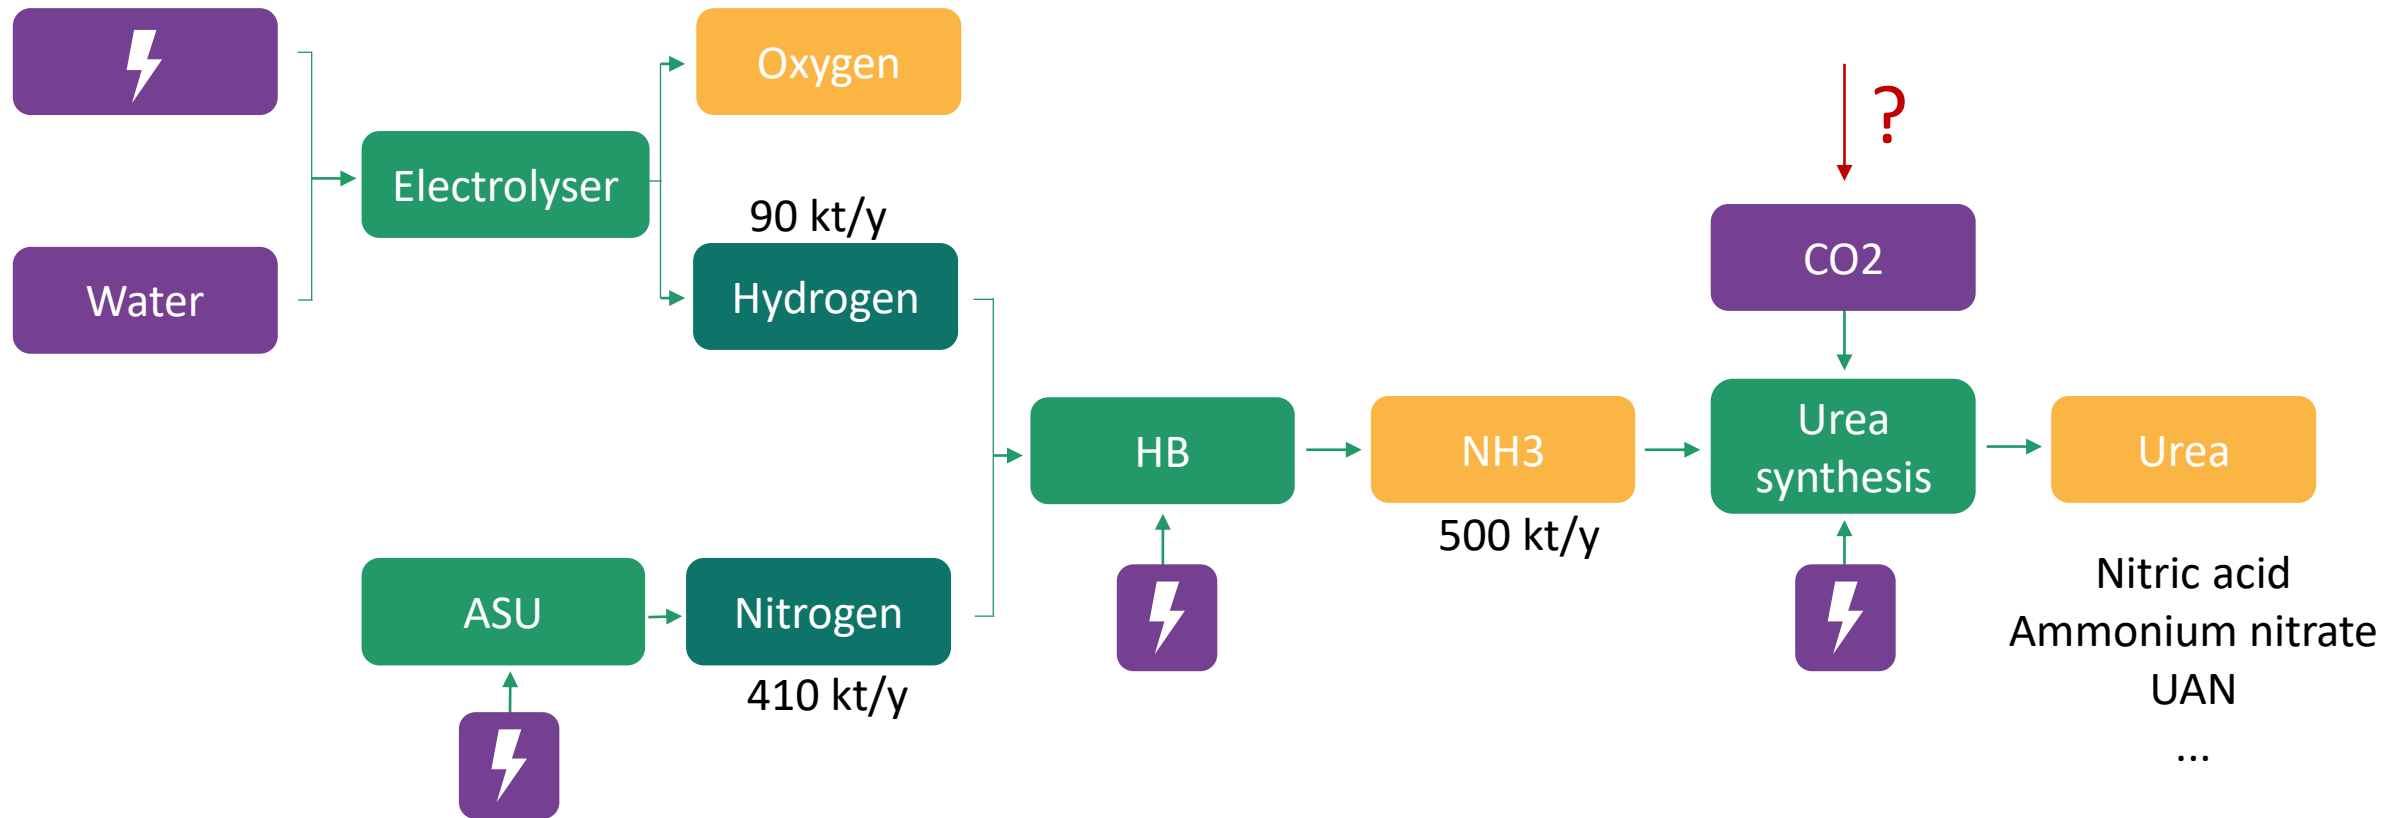 Oxygen
?
Electrolyser
90 kt/y
CO2
Water
Hydrogen
HB
NH3
Urea
synthesis
Urea
500 kt/y
ASU
Nitrogen
410 kt/y
Nitric acid
Ammonium nitrate
UAN
...